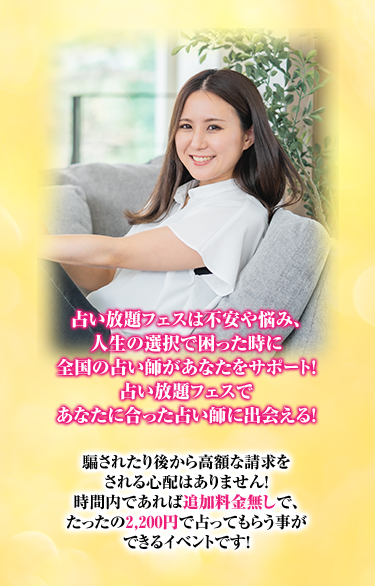 占い放題フェスは不安や悩み、
人生の選択で困った時に
全国の占い師があなたをサポート!
占い放題フェスで
あなたに合った占い師に出会える!
騙されたり後から高額な請求を
される心配はありません!
時間内であれば追加料金無しで、
たったの2,200円で占ってもらう事が
できるイベントです!